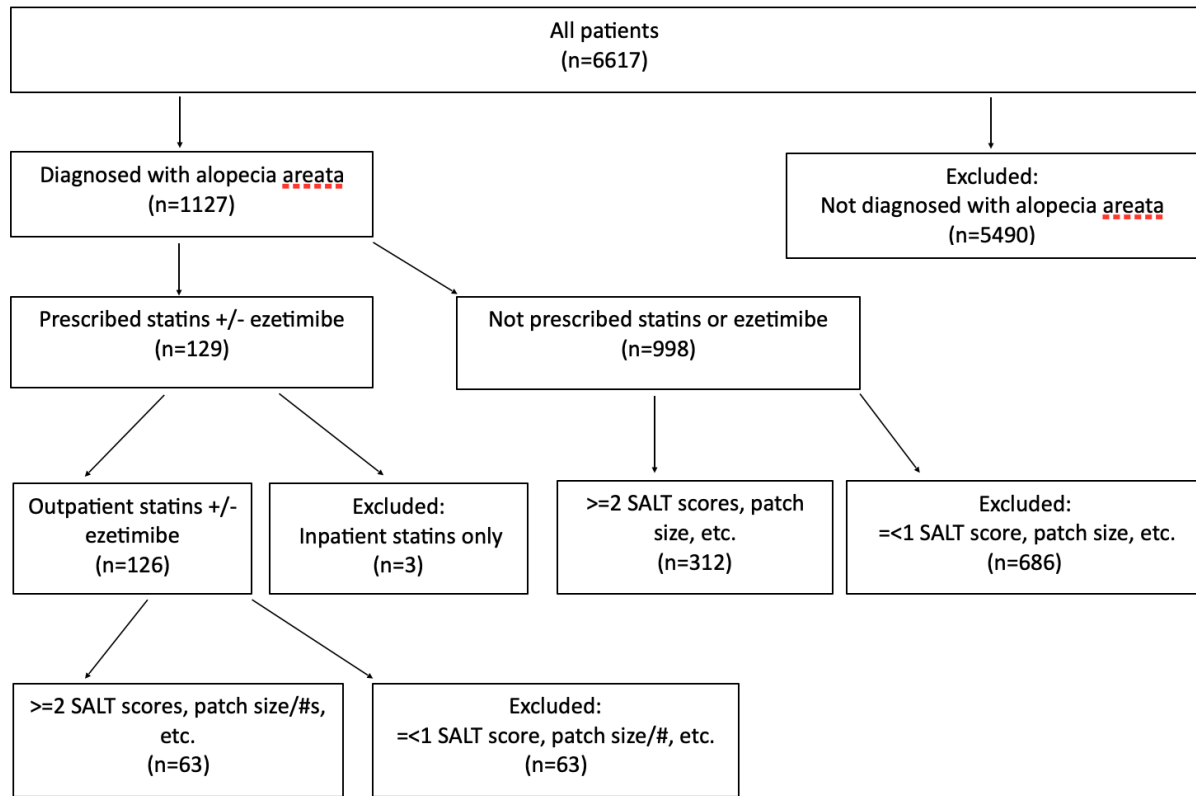 All patients
(n=6617)
Diagnosed with alopecia areata
(n=1127)
Excluded:
Not diagnosed with alopecia areata
(n=5490)
Prescribed statins +/- ezetimibe
(n=129)
Not prescribed statins or ezetimibe
(n=998)
Outpatient statins +/-
ezetimibe
(n=126)
Excluded:
Inpatient statins only
(n=3)
>=2 SALT scores, patch
size, etc.
(n=312)
Excluded:
=<1 SALT score, patch size, etc.
(n=686)
>=2 SALT scores, patch size/#s,
etc.
(n=63)
Excluded:
=<1 SALT score, patch size/#, etc.
(n=63)